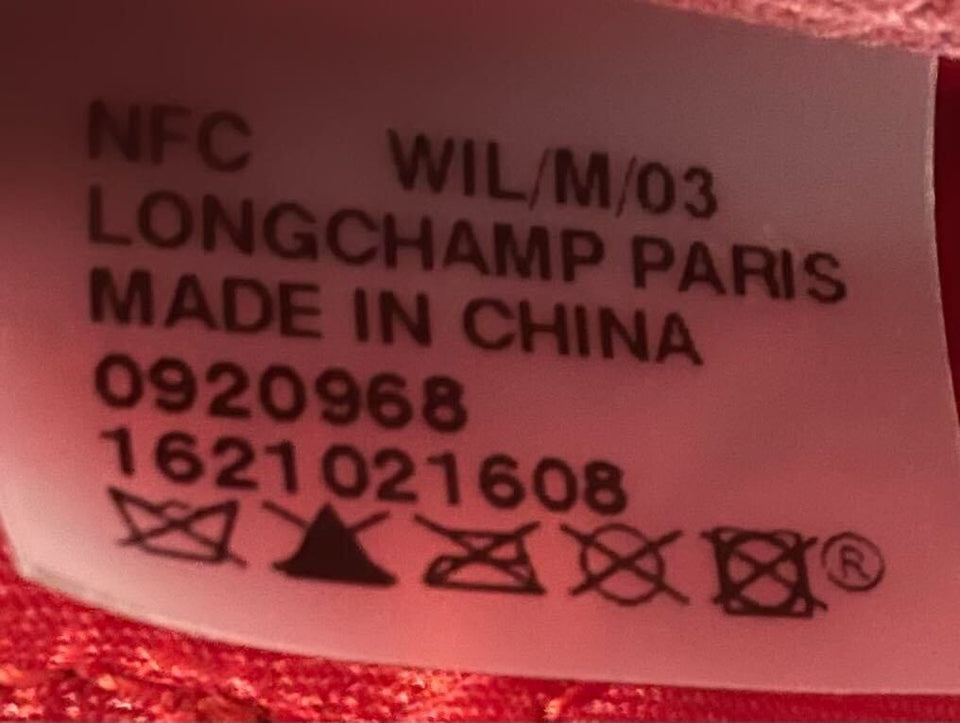 NFC WIL/M/03
LONGCHAMP PARIS
MADE IN CHINA
0920968
1621021608
®